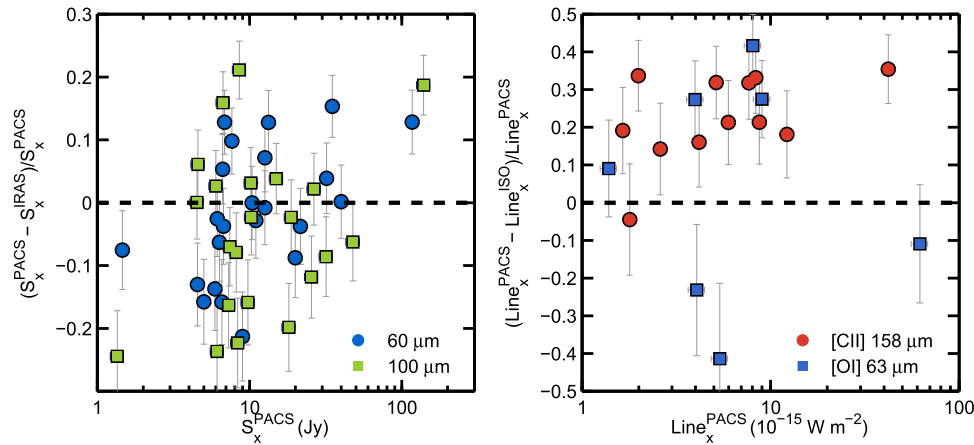 0.3
0.2
0.1
0
−0.1
−0.2
(S_x^PACS − S_x^IRAS)/S_x^PACS
60 μm
100 μm
1 10 100
S_x^PACS (Jy)
0.5
0.4
0.3
0.2
0.1
0
−0.1
−0.2
−0.3
−0.4
−0.5
(Line_x^PACS − Line_x^ISO)/Line_x^PACS
[CII] 158 μm
[OI] 63 μm
1 10 100
Line_x^PACS (10^−15 W m^−2)